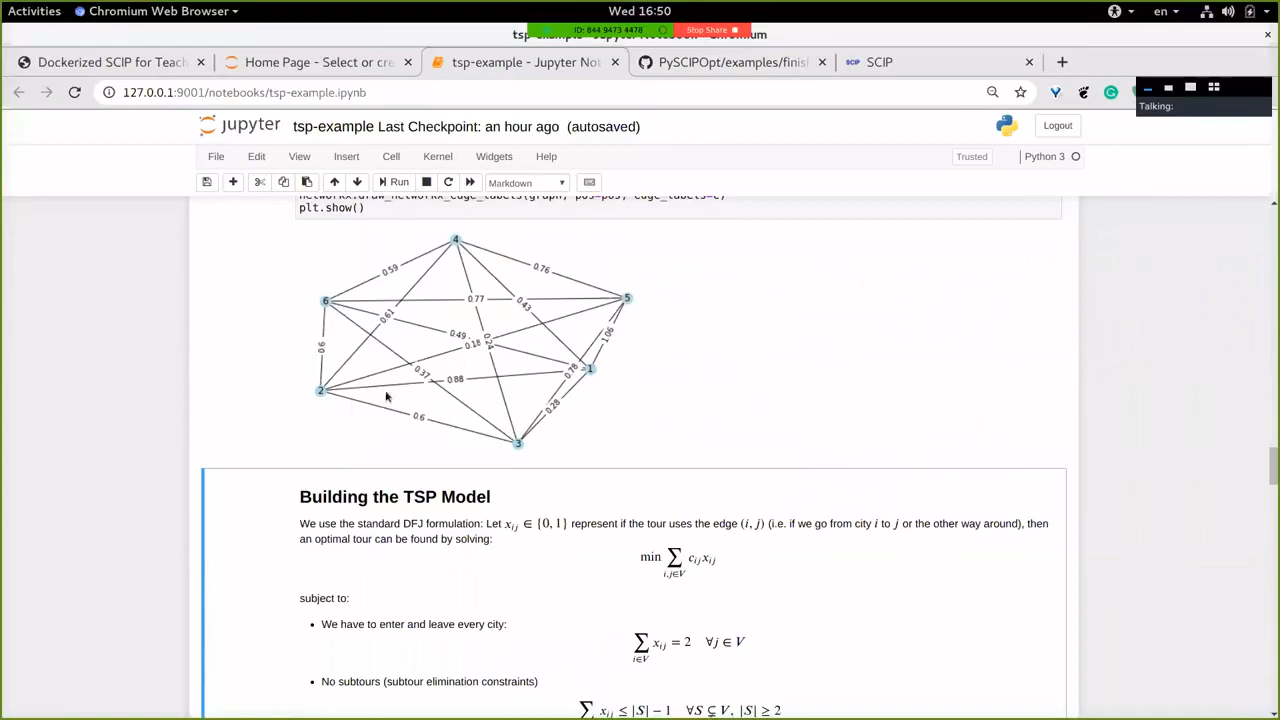 Activities Chromium Web Browser Wed 16:50 en
ID: 844 9473 4478 Stop Share
Dockerized SCIP for Teach Home Page - Select or cre tsp-example - Jupyter Not PySCIPOpt/examples/finish SCIP SCIP
127.0.0.1:9001/notebooks/tsp-example.ipynb
Talking:
jupyter tsp-example Last Checkpoint: an hour ago (autosaved) Logout
File Edit View Insert Cell Kernel Widgets Help Trusted Python 3
Run Markdown
plt.show()
4
0.59 0.76
6 0.77 0.43 5
0.61
0.6 0.49 0.24 1.06
0.18
0.37 0.88 0.78 1
2
0.6 0.28
3
Building the TSP Model
We use the standard DFJ formulation: Let x_ij ∈ {0, 1} represent if the tour uses the edge (i, j) (i.e. if we go from city i to j or the other way around), then
an optimal tour can be found by solving:
min ∑ c_ij x_ij
i,j∈V
subject to:
• We have to enter and leave every city:
∑ x_ij = 2 ∀j ∈ V
i∈V
• No subtours (subtour elimination constraints)
∑ x_ij ≤ |S| − 1 ∀S ⊊ V, |S| ≥ 2